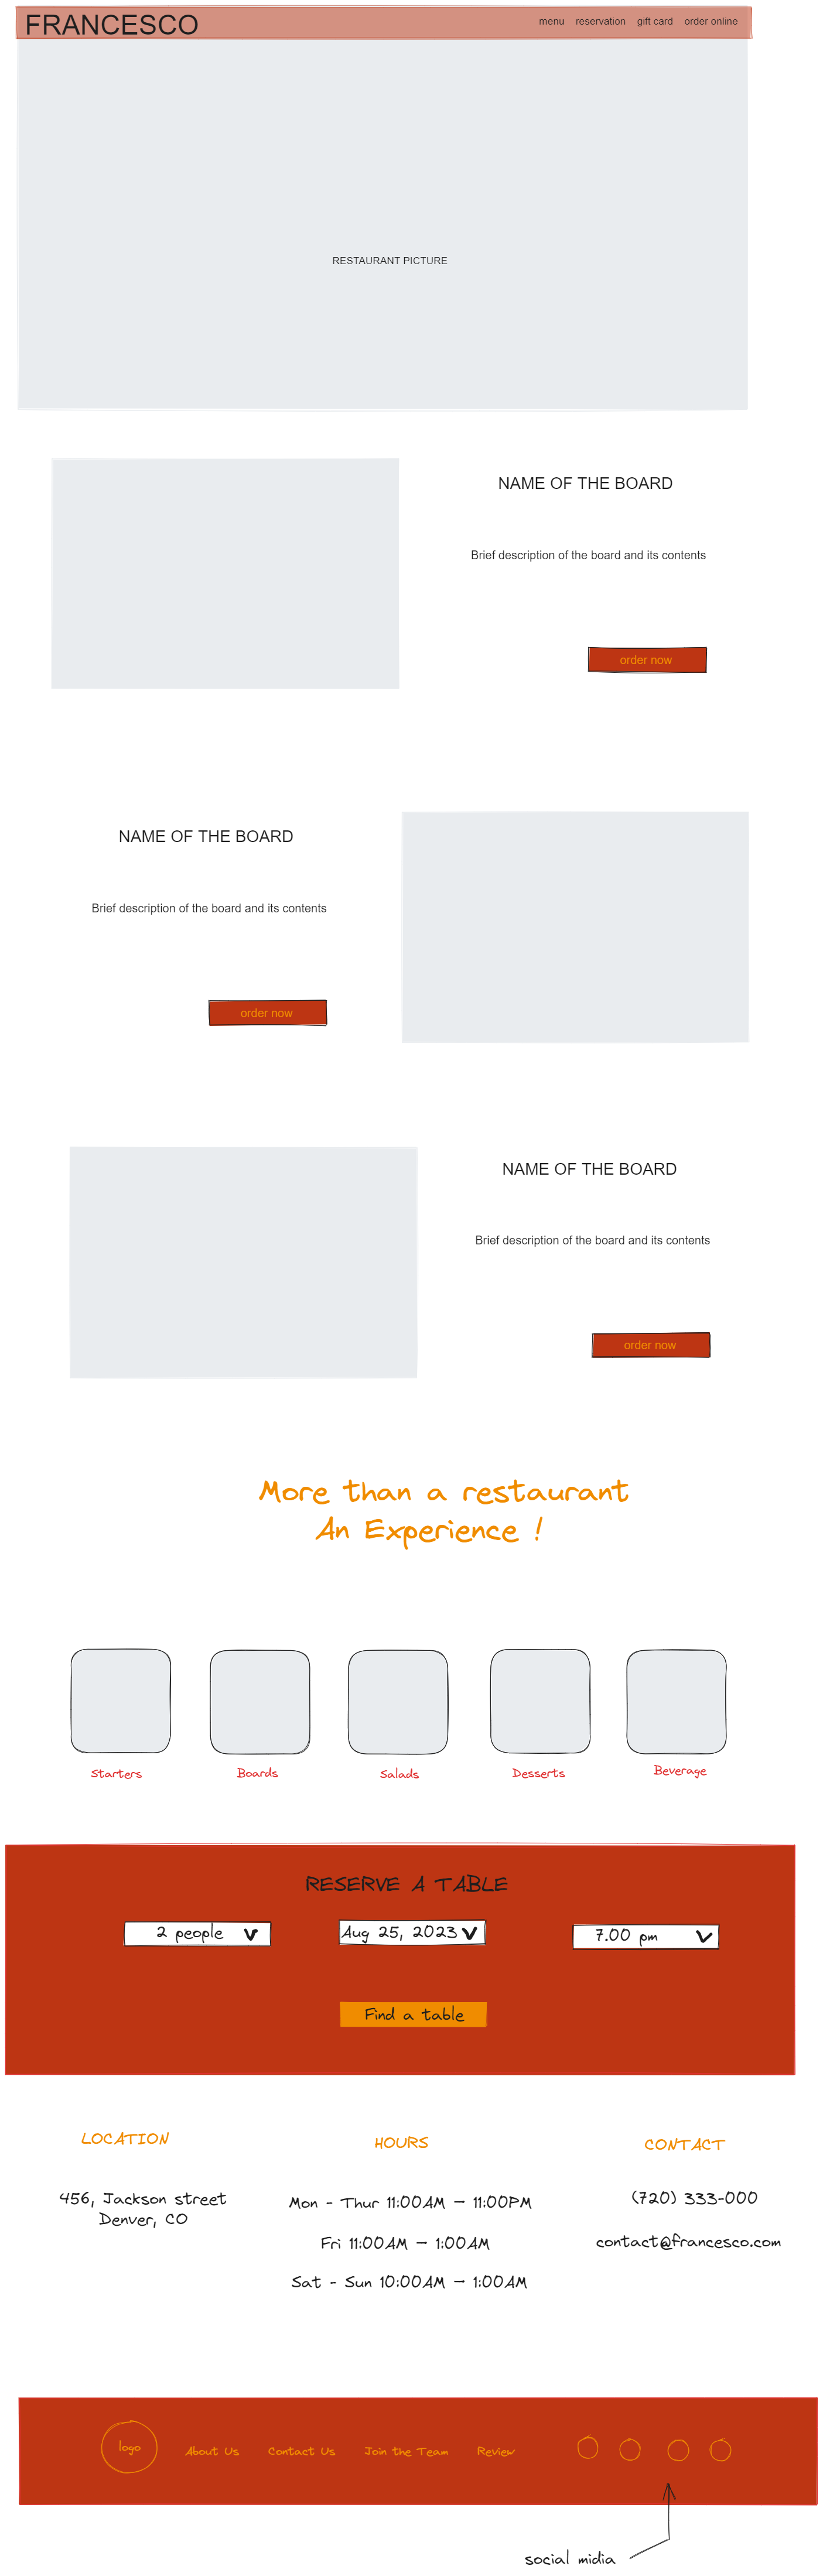 FRANCESCO
menu reservation gift card order online
RESTAURANT PICTURE
NAME OF THE BOARD
Brief description of the board and its contents
order now
NAME OF THE BOARD
Brief description of the board and its contents
order now
NAME OF THE BOARD
Brief description of the board and its contents
order now
More than a restaurant
An Experience !
Starters
Boards
Salads
Desserts
Beverage
RESERVE A TABLE
2 people
Aug 25, 2023
7.00 pm
Find a table
LOCATION
456, Jackson street
Denver, CO
HOURS
Mon - Thur 11:00AM – 11:00PM
Fri 11:00AM – 1:00AM
Sat - Sun 10:00AM – 1:00AM
CONTACT
(720) 333-000
contact@francesco.com
logo
About Us
Contact Us
Join the Team
Review
social midia